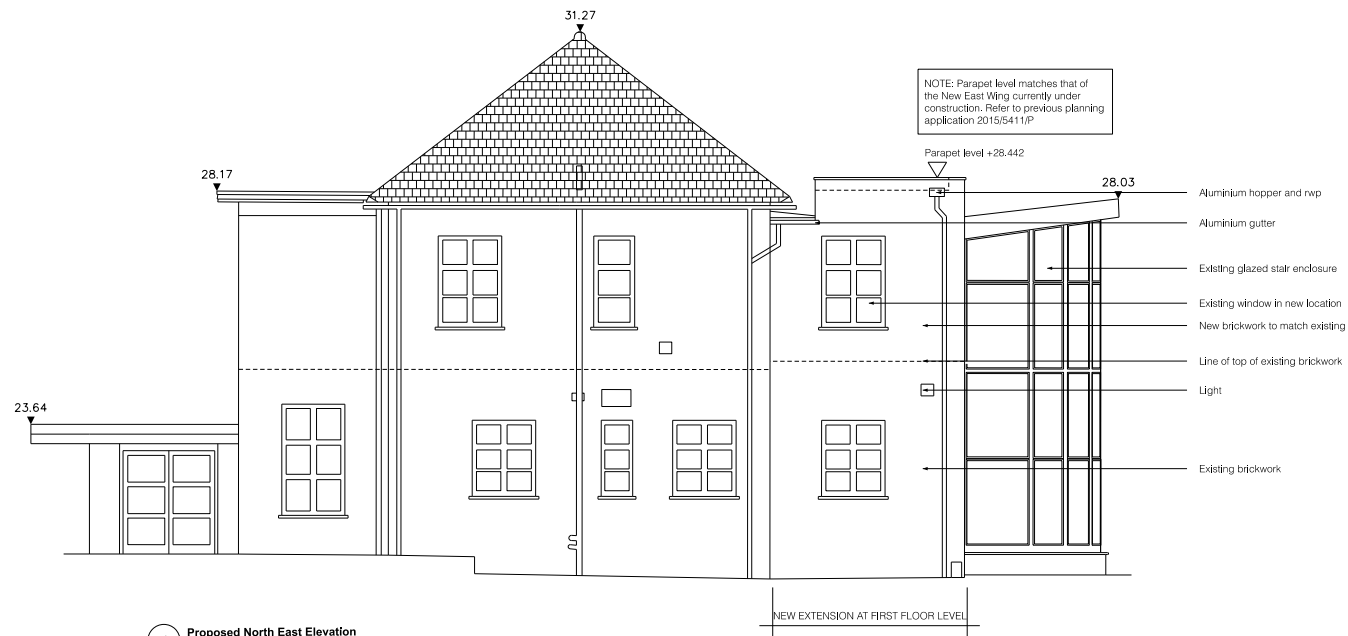 31.27
NOTE: Parapet level matches that of
the New East Wing currently under
construction. Refer to previous planning
application 2015/5411/P
Parapet level +28.442
28.17
28.03
Aluminium hopper and rwp
Aluminium gutter
Existing glazed stair enclosure
Existing window in new location
New brickwork to match existing
Line of top of existing brickwork
Light
23.64
Existing brickwork
NEW EXTENSION AT FIRST FLOOR LEVEL
Proposed North East Elevation